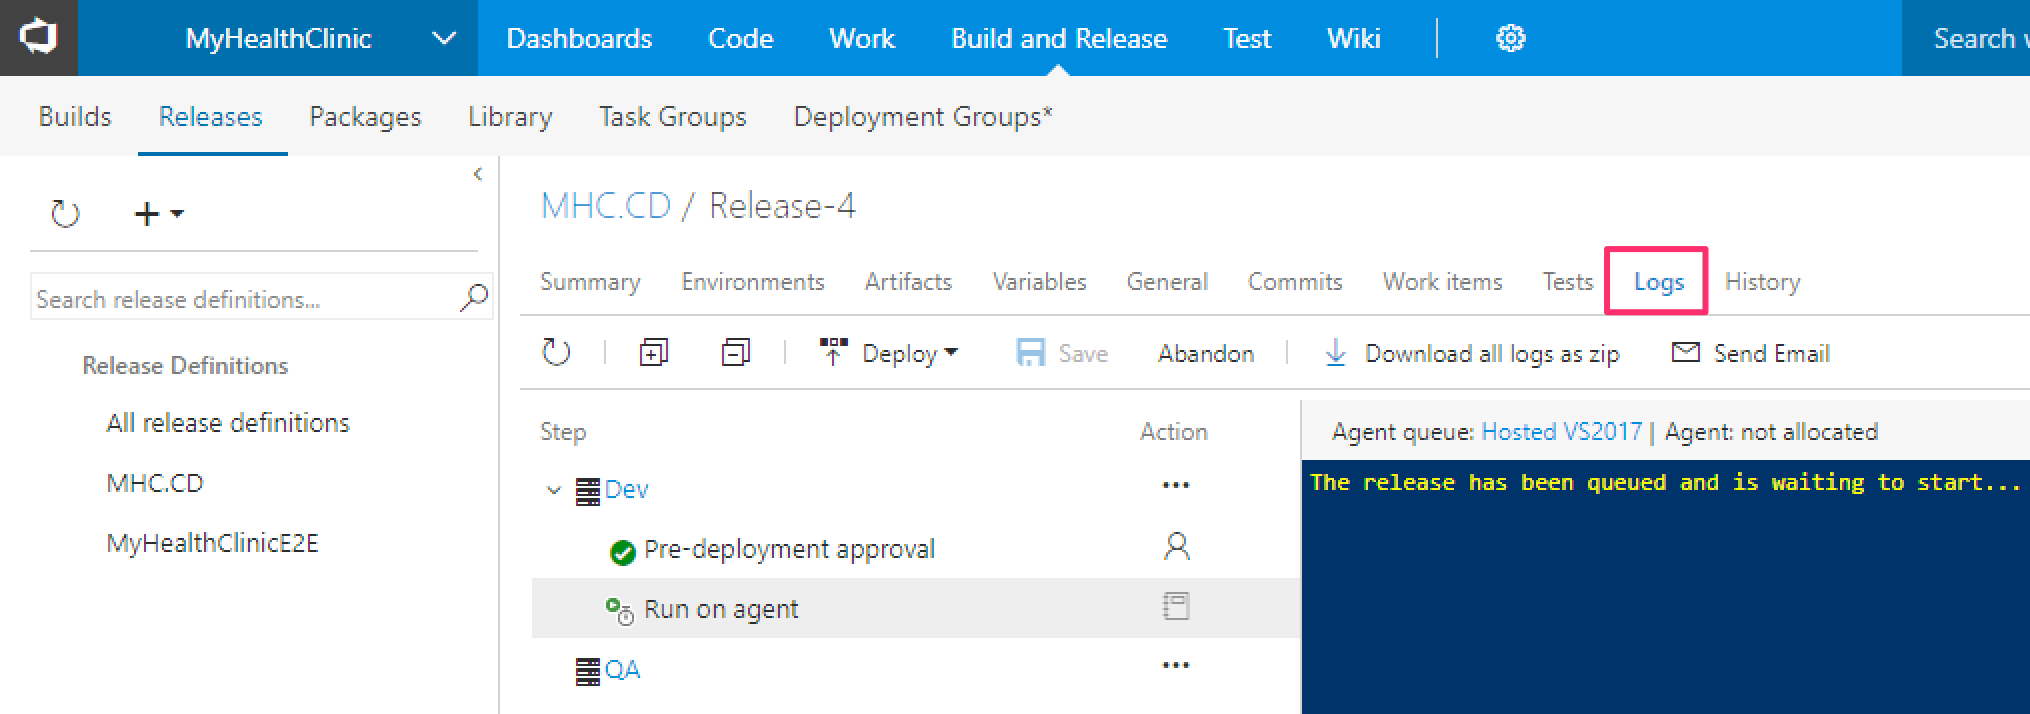 MyHealthClinic Dashboards Code Work Build and Release Test Wiki Search
Builds Releases Packages Library Task Groups Deployment Groups*
MHC.CD / Release-4
Summary Environments Artifacts Variables General Commits Work items Tests Logs History
Search release definitions...
Deploy Save Abandon Download all logs as zip Send Email
Release Definitions
All release definitions
MHC.CD
MyHealthClinicE2E
Step Action
Agent queue: Hosted VS2017 | Agent: not allocated
Dev ...
The release has been queued and is waiting to start...
Pre-deployment approval
Run on agent
QA ...